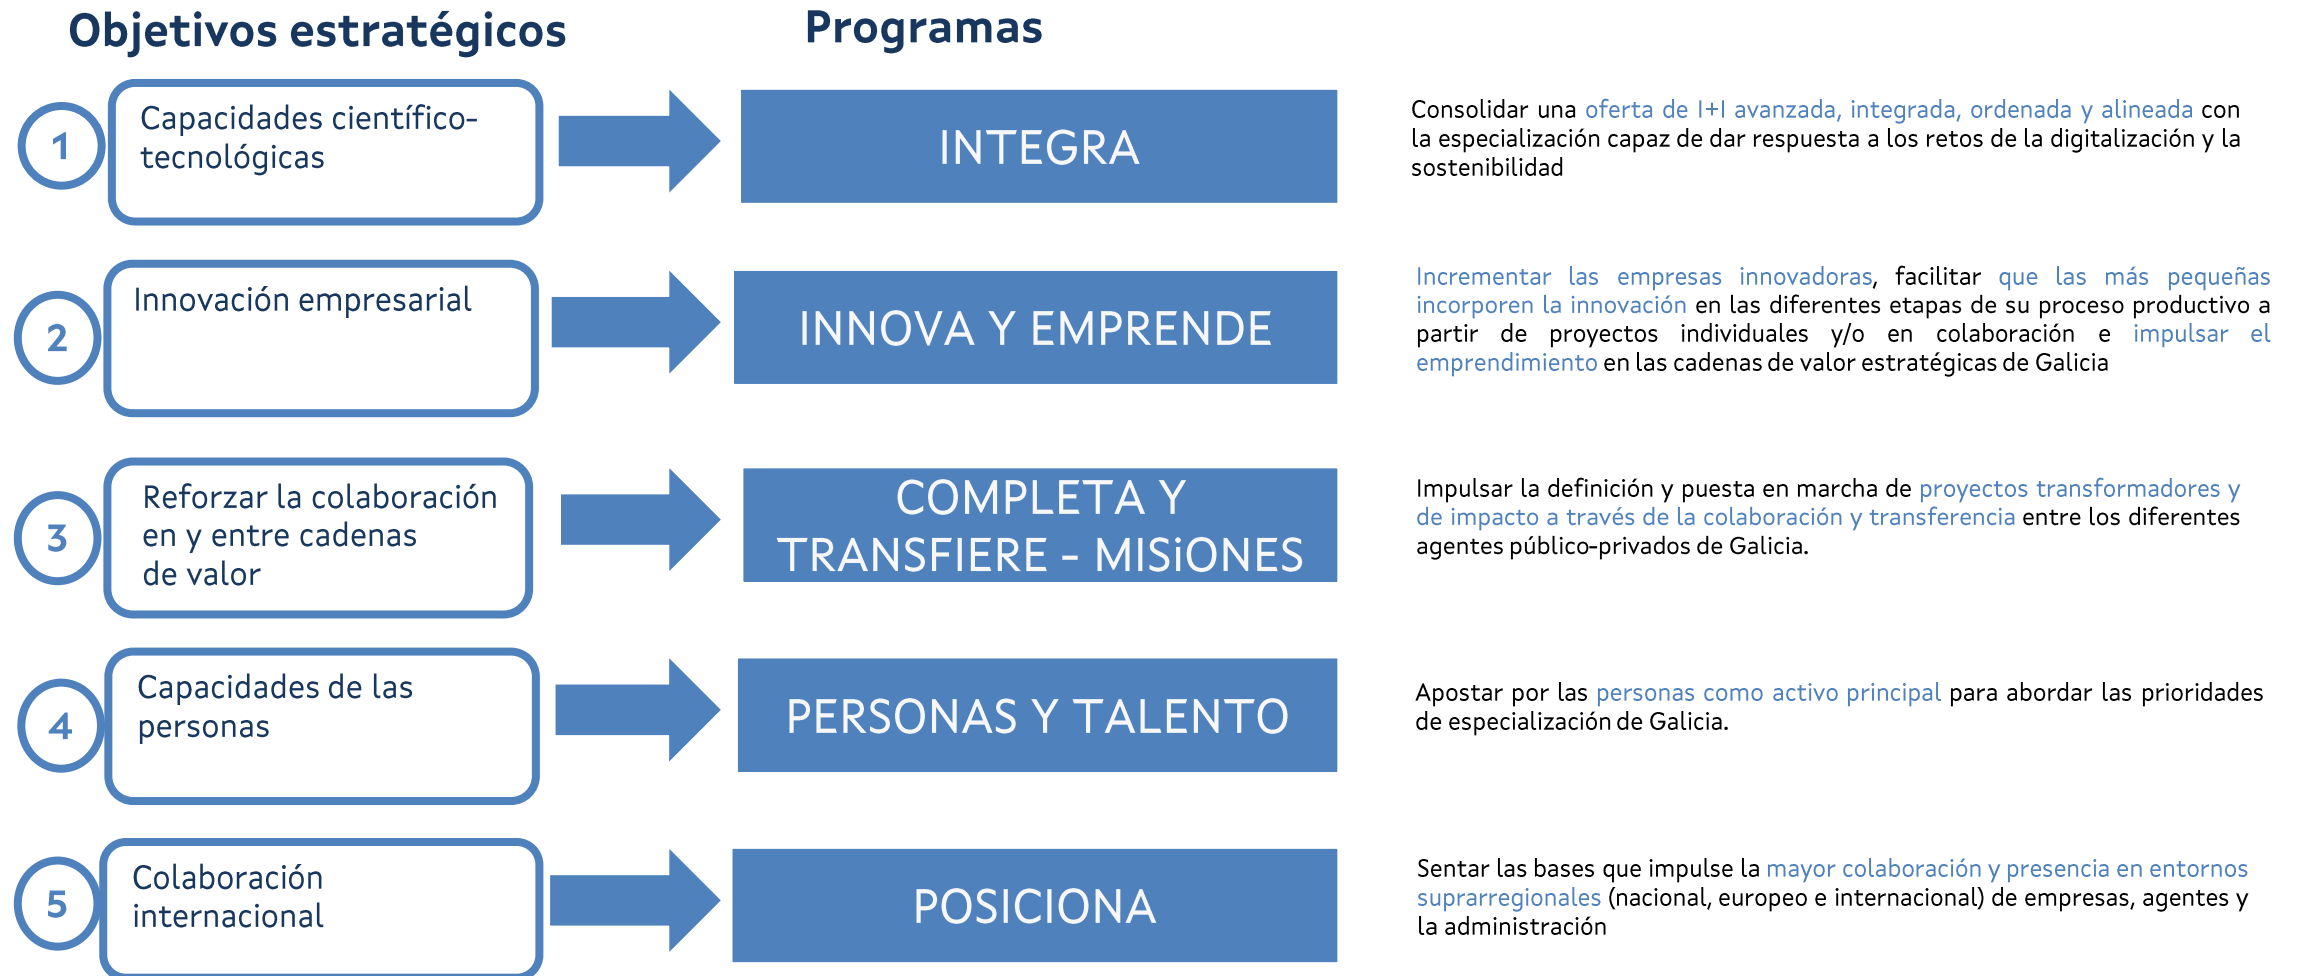 Objetivos estratégicos
Programas
1
Capacidades científico-
tecnológicas
INTEGRA
Consolidar una oferta de I+I avanzada, integrada, ordenada y alineada con
la especialización capaz de dar respuesta a los retos de la digitalización y la
sostenibilidad
2
Innovación empresarial
INNOVA Y EMPRENDE
Incrementar las empresas innovadoras, facilitar que las más pequeñas
incorporen la innovación en las diferentes etapas de su proceso productivo a
partir de proyectos individuales y/o en colaboración e impulsar el
emprendimiento en las cadenas de valor estratégicas de Galicia
3
Reforzar la colaboración
en y entre cadenas
de valor
COMPLETA Y
TRANSFIERE - MISiONES
Impulsar la definición y puesta en marcha de proyectos transformadores y
de impacto a través de la colaboración y transferencia entre los diferentes
agentes público-privados de Galicia.
4
Capacidades de las
personas
PERSONAS Y TALENTO
Apostar por las personas como activo principal para abordar las prioridades
de especialización de Galicia.
5
Colaboración
internacional
POSICIONA
Sentar las bases que impulse la mayor colaboración y presencia en entornos
suprarregionales (nacional, europeo e internacional) de empresas, agentes y
la administración